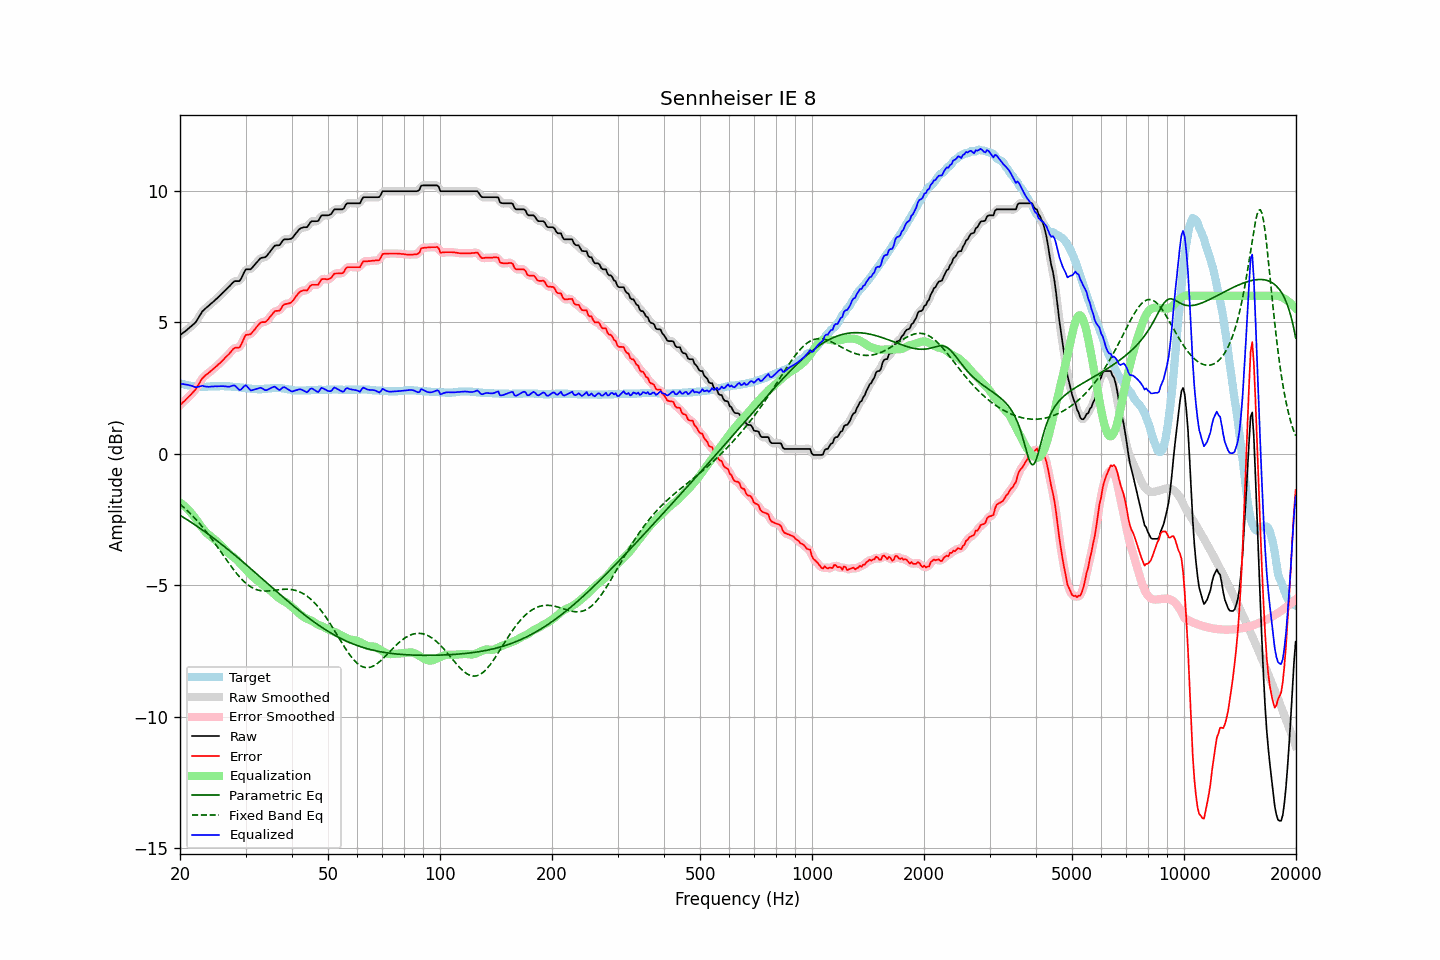 Sennheiser IE 8
Amplitude (dBr)
10
5
0
−5
−10
−15
Target
Raw Smoothed
Error Smoothed
Raw
Error
Equalization
Parametric Eq
Fixed Band Eq
Equalized
20 50 100 200 500 1000 2000 5000 10000 20000
Frequency (Hz)